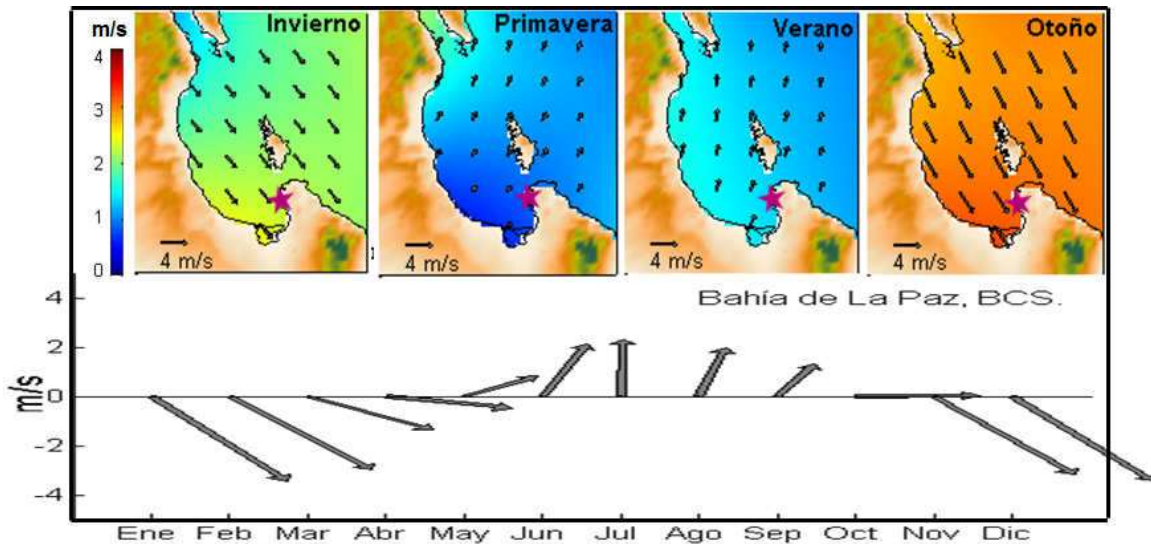 m/s
4
3
2
1
0
Invierno
4 m/s
Primavera
4 m/s
Verano
4 m/s
Otoño
4 m/s
Bahía de La Paz, BCS.
m/s
4
2
0
-2
-4
Ene Feb Mar Abr May Jun Jul Ago Sep Oct Nov Dic